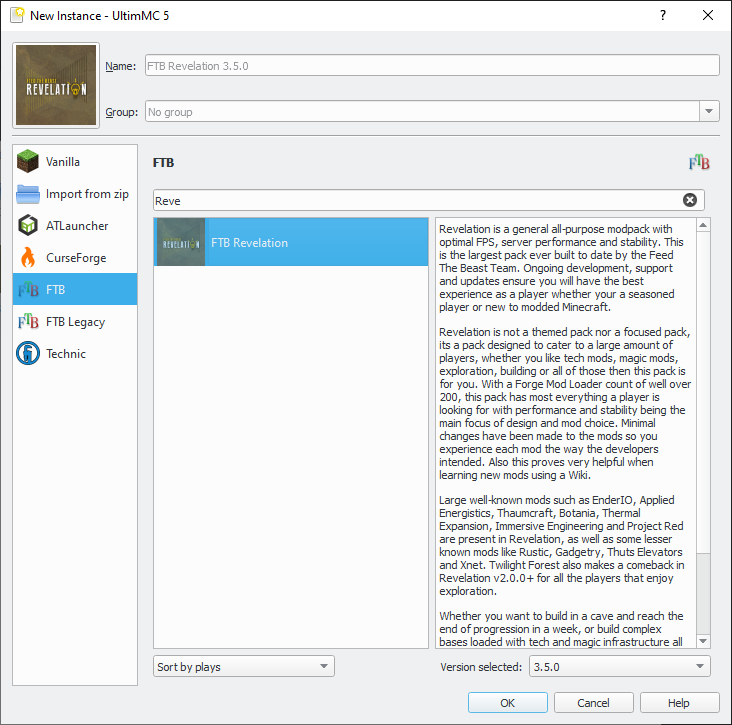 New Instance - UltimMC 5
?
REVELATION
Name:
FTB Revelation 3.5.0
Group:
No group
Vanilla
Import from zip
ATLauncher
CurseForge
FTB
FTB Legacy
Technic
FTB
FTB
Reve
REVELATION
FTB Revelation
Revelation is a general all-purpose modpack with
optimal FPS, server performance and stability. This
is the largest pack ever built to date by the Feed
The Beast Team. Ongoing development, support
and updates ensure you will have the best
experience as a player whether your a seasoned
player or new to modded Minecraft.
Revelation is not a themed pack nor a focused pack,
its a pack designed to cater to a large amount of
players, whether you like tech mods, magic mods,
exploration, building or all of those then this pack is
for you. With a Forge Mod Loader count of well over
200, this pack has most everything a player is
looking for with performance and stability being the
main focus of design and mod choice. Minimal
changes have been made to the mods so you
experience each mod the way the developers
intended. Also this proves very helpful when
learning new mods using a Wiki.
Large well-known mods such as EnderIO, Applied
Energistics, Thaumcraft, Botania, Thermal
Expansion, Immersive Engineering and Project Red
are present in Revelation, as well as some lesser
known mods like Rustic, Gadgetry, Thuts Elevators
and Xnet. Twilight Forest also makes a comeback in
Revelation v2.0.0+ for all the players that enjoy
exploration.
Whether you want to build in a cave and reach the
end of progression in a week, or build complex
bases loaded with tech and magic infrastructure all
Sort by plays
Version selected:
3.5.0
OK
Cancel
Help